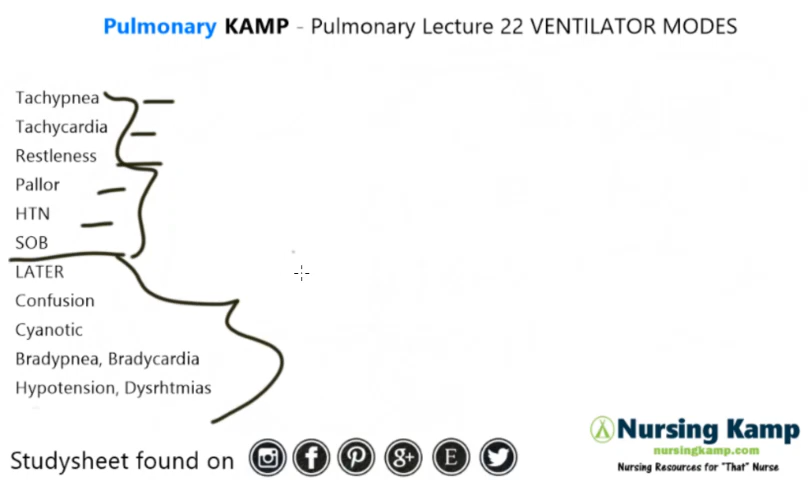 Pulmonary KAMP - Pulmonary Lecture 22 VENTILATOR MODES
Tachypnea
Tachycardia
Restleness
Pallor
HTN
SOB
LATER
Confusion
Cyanotic
Bradypnea, Bradycardia
Hypotension, Dysrhtmias
Studysheet found on
g+
E
Nursing Kamp
nursingkamp.com
Nursing Resources for "That" Nurse